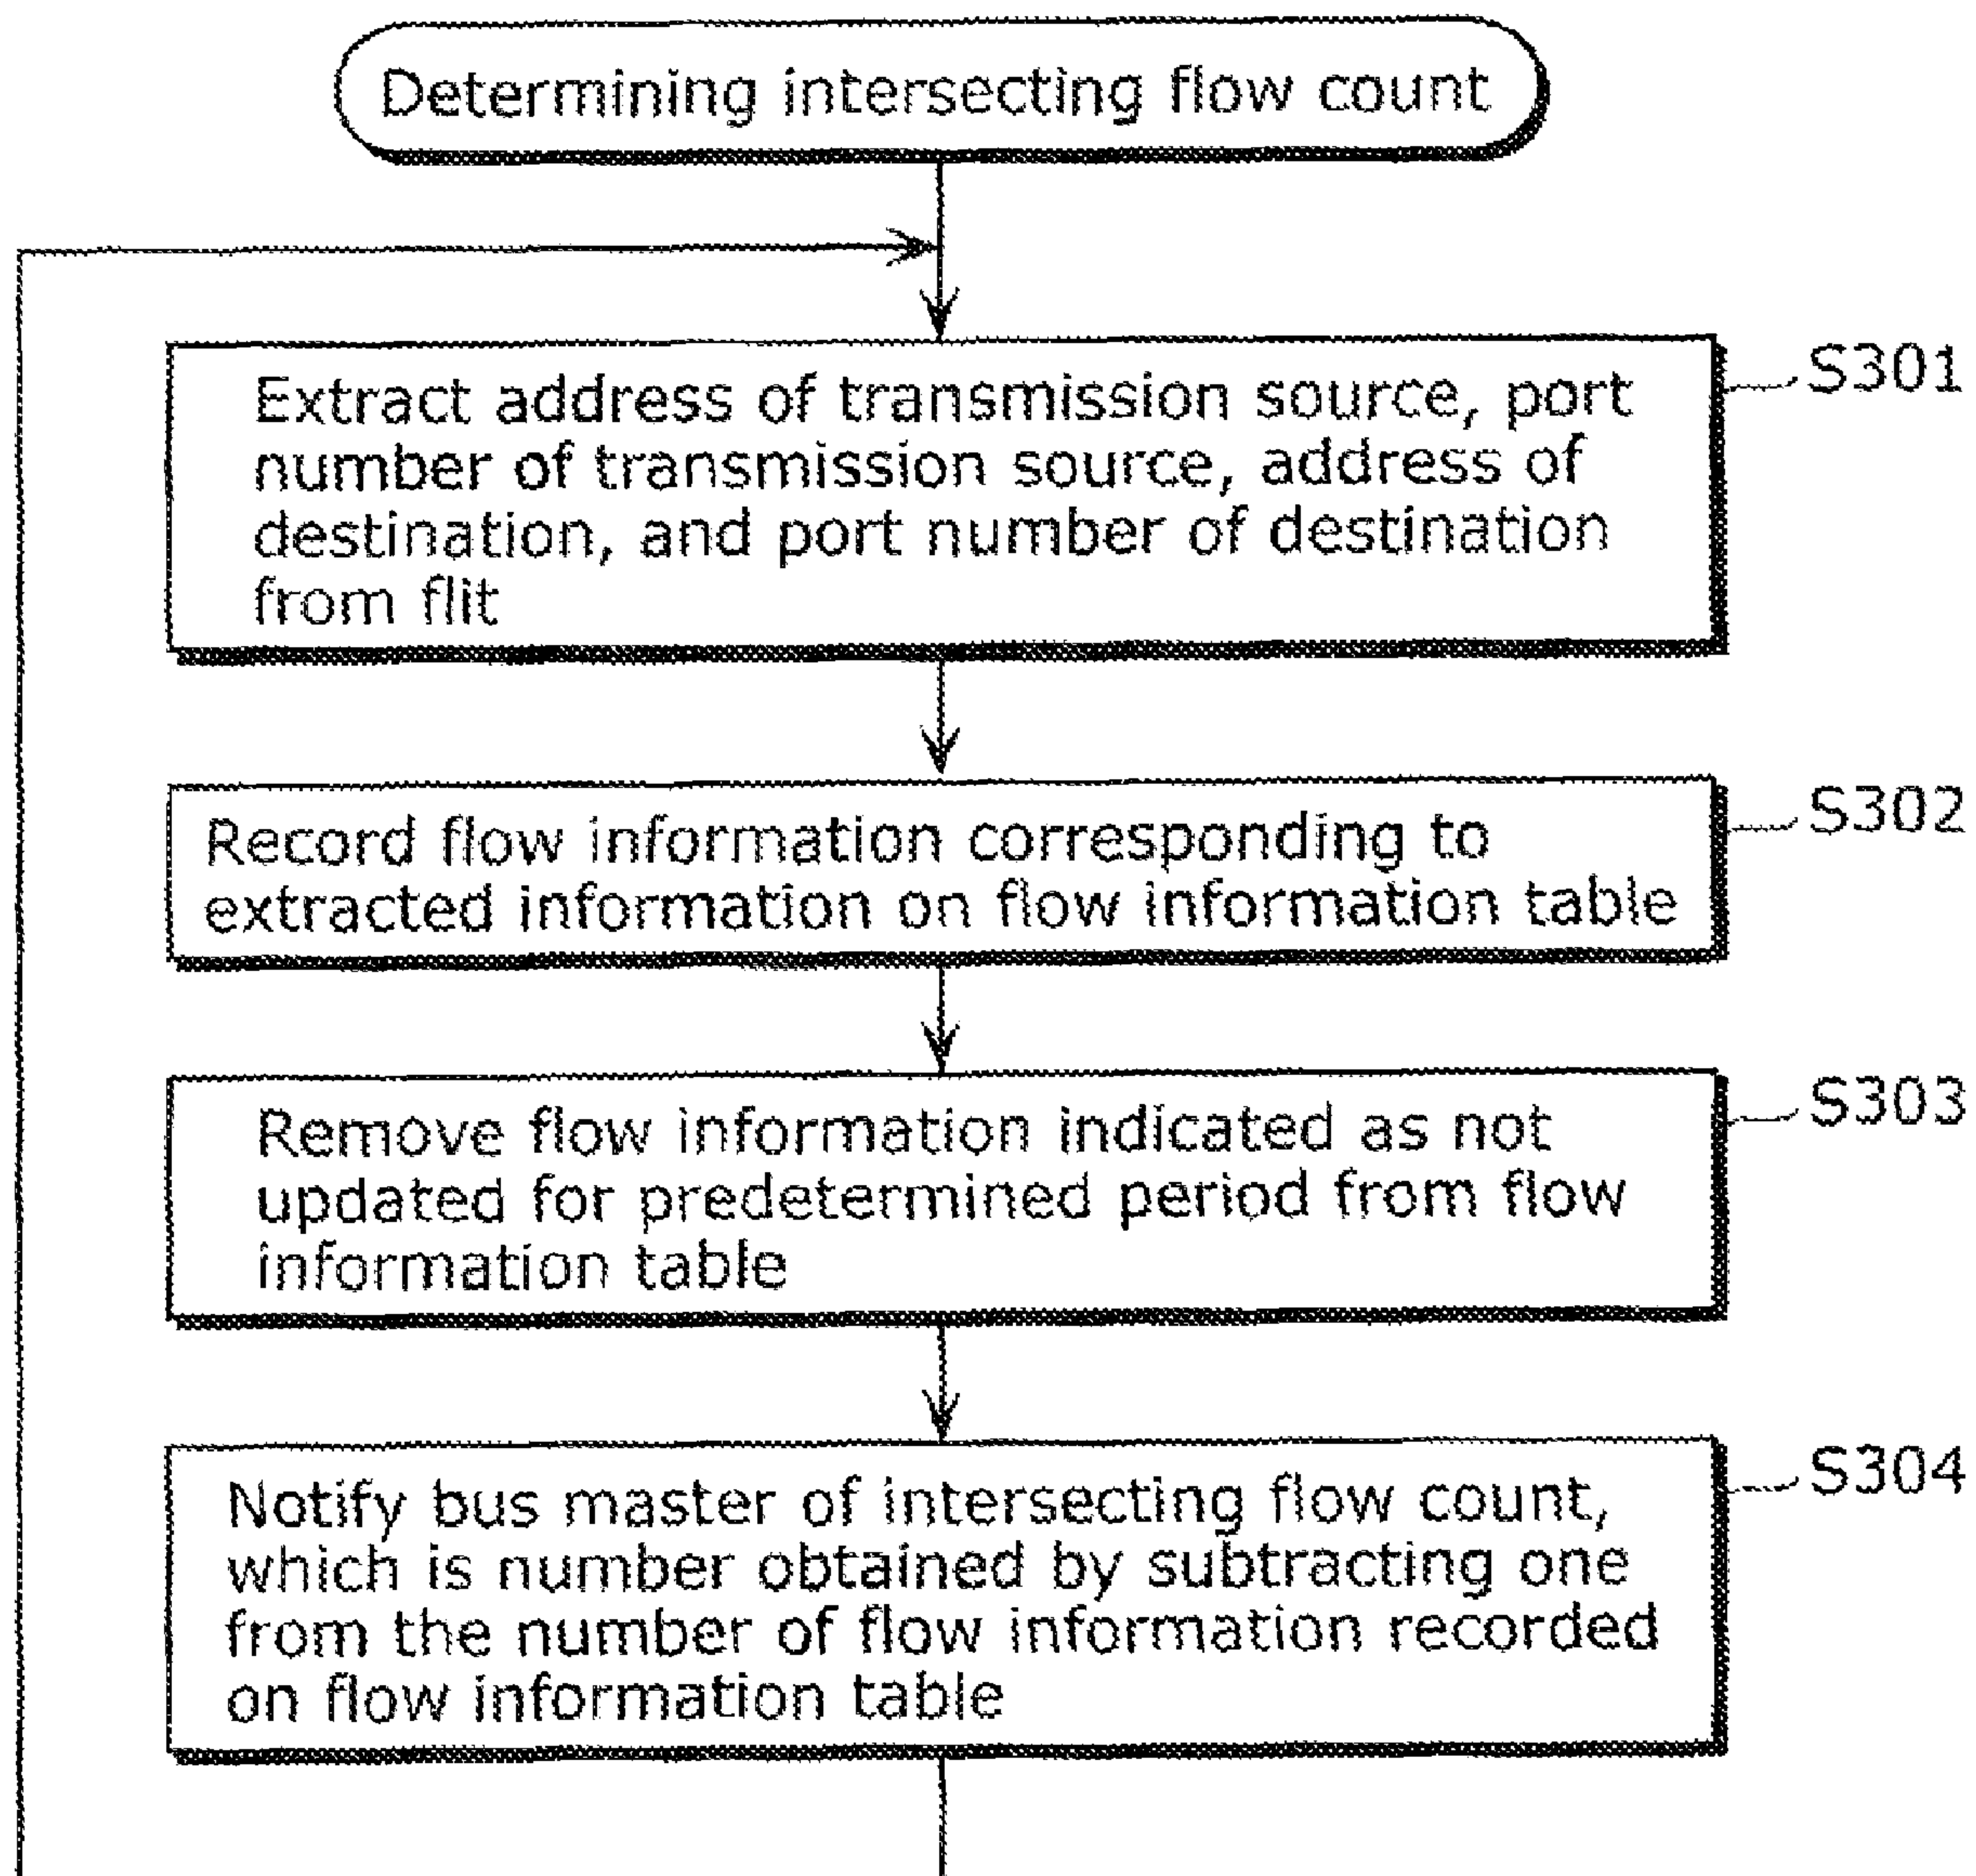 Determining intersecting flow count
Extract address of transmission source, port
number of transmission source, address of
destination, and port number of destination
from flit
S301
Record flow information corresponding to
extracted information on flow information table
S302
Remove flow information indicated as not
updated for predetermined period from flow
information table
S303
Notify bus master of intersecting flow count,
which is number obtained by subtracting one
from the number of flow information recorded
on flow information table
S304